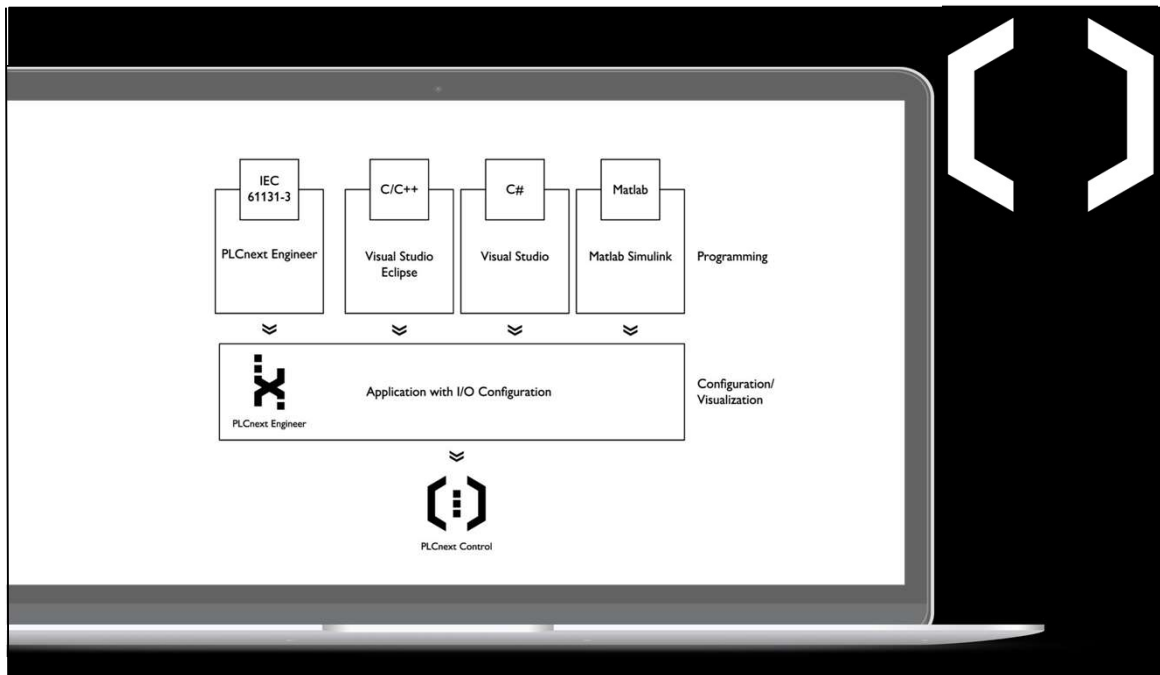 IEC
61131-3
C/C++
C#
Matlab
PLCnext Engineer
Visual Studio
Eclipse
Visual Studio
Matlab Simulink
Programming
Application with I/O Configuration
PLCnext Engineer
Configuration/
Visualization
PLCnext Control